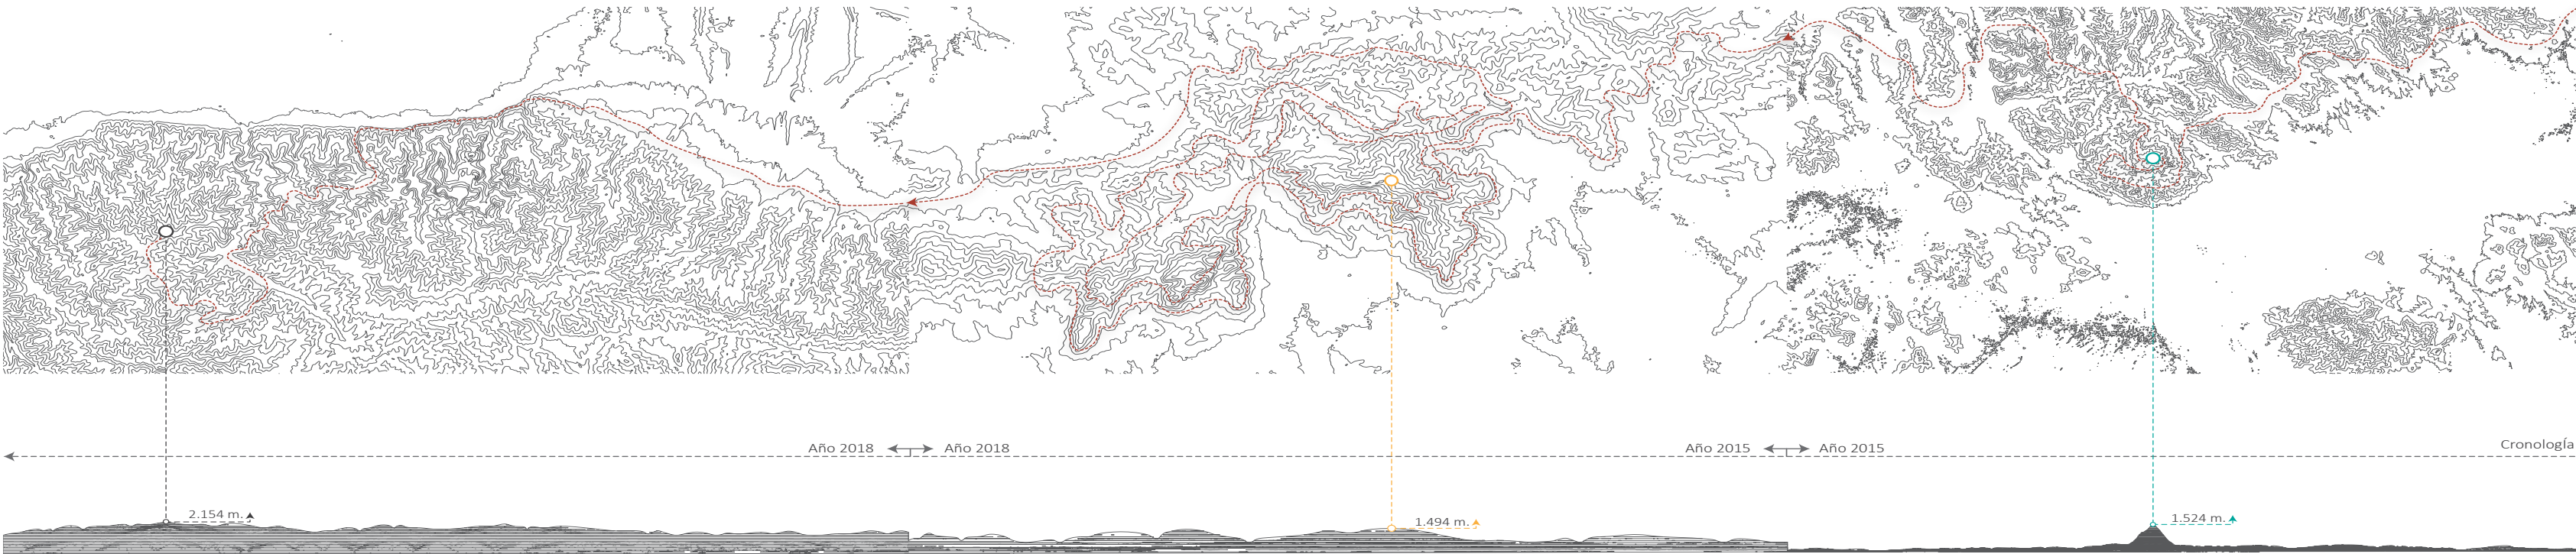 Año 2018
Año 2018
Año 2015
Año 2015
Cronología
2.154 m.
1.494 m.
1.524 m.